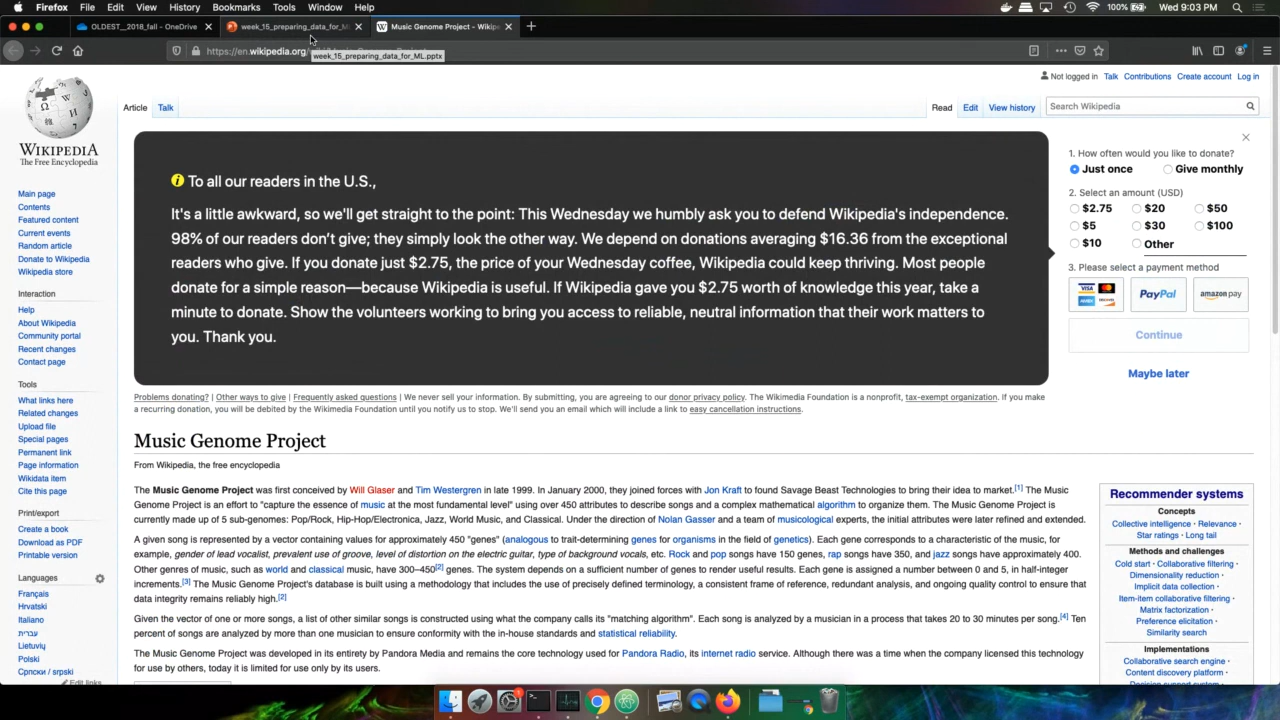 Firefox File Edit View History Bookmarks Tools Window Help
Wed 9:03 PM
OLDEST__2018_fall - OneDrive
week_15_preparing_data_for_M
Music Genome Project - Wikipe
https://en.wikipedia.org
week_15_preparing_data_for_ML.pptx
Not logged in Talk Contributions Create account Log in
Article Talk
Read Edit View history
Search Wikipedia
WIKIPEDIA
The Free Encyclopedia
Main page
Contents
Featured content
Current events
Random article
Donate to Wikipedia
Wikipedia store
Interaction
Help
About Wikipedia
Community portal
Recent changes
Contact page
Tools
What links here
Related changes
Upload file
Special pages
Permanent link
Page information
Wikidata item
Cite this page
Print/export
Create a book
Download as PDF
Printable version
Languages
Français
Hrvatski
Italiano
עברית
Lietuvių
Polski
Српски / srpski
Edit links
To all our readers in the U.S.,
It's a little awkward, so we'll get straight to the point: This Wednesday we humbly ask you to defend Wikipedia's independence.
98% of our readers don't give; they simply look the other way. We depend on donations averaging $16.36 from the exceptional
readers who give. If you donate just $2.75, the price of your Wednesday coffee, Wikipedia could keep thriving. Most people
donate for a simple reason—because Wikipedia is useful. If Wikipedia gave you $2.75 worth of knowledge this year, take a
minute to donate. Show the volunteers working to bring you access to reliable, neutral information that their work matters to
you. Thank you.
1. How often would you like to donate?
Just once Give monthly
2. Select an amount (USD)
$2.75 $20 $50
$5 $30 $100
$10 Other
3. Please select a payment method
VISA
PayPal
amazon pay
Continue
Maybe later
Problems donating? | Other ways to give | Frequently asked questions | We never sell your information. By submitting, you are agreeing to our donor privacy policy. The Wikimedia Foundation is a nonprofit, tax-exempt organization. If you make
a recurring donation, you will be debited by the Wikimedia Foundation until you notify us to stop. We'll send you an email which will include a link to easy cancellation instructions.
Music Genome Project
From Wikipedia, the free encyclopedia
The Music Genome Project was first conceived by Will Glaser and Tim Westergren in late 1999. In January 2000, they joined forces with Jon Kraft to found Savage Beast Technologies to bring their idea to market.[1] The Music
Genome Project is an effort to "capture the essence of music at the most fundamental level" using over 450 attributes to describe songs and a complex mathematical algorithm to organize them. The Music Genome Project is
currently made up of 5 sub-genomes: Pop/Rock, Hip-Hop/Electronica, Jazz, World Music, and Classical. Under the direction of Nolan Gasser and a team of musicological experts, the initial attributes were later refined and extended.
A given song is represented by a vector containing values for approximately 450 "genes" (analogous to trait-determining genes for organisms in the field of genetics). Each gene corresponds to a characteristic of the music, for
example, gender of lead vocalist, prevalent use of groove, level of distortion on the electric guitar, type of background vocals, etc. Rock and pop songs have 150 genes, rap songs have 350, and jazz songs have approximately 400.
Other genres of music, such as world and classical music, have 300–450[2] genes. The system depends on a sufficient number of genes to render useful results. Each gene is assigned a number between 0 and 5, in half-integer
increments.[3] The Music Genome Project's database is built using a methodology that includes the use of precisely defined terminology, a consistent frame of reference, redundant analysis, and ongoing quality control to ensure that
data integrity remains reliably high.[2]
Given the vector of one or more songs, a list of other similar songs is constructed using what the company calls its "matching algorithm". Each song is analyzed by a musician in a process that takes 20 to 30 minutes per song.[4] Ten
percent of songs are analyzed by more than one musician to ensure conformity with the in-house standards and statistical reliability.
The Music Genome Project was developed in its entirety by Pandora Media and remains the core technology used for Pandora Radio, its internet radio service. Although there was a time when the company licensed this technology
for use by others, today it is limited for use only by its users.
Recommender systems
Concepts
Collective intelligence · Relevance ·
Star ratings · Long tail
Methods and challenges
Cold start · Collaborative filtering ·
Dimensionality reduction ·
Implicit data collection ·
Item-item collaborative filtering ·
Matrix factorization ·
Preference elicitation ·
Similarity search
Implementations
Collaborative search engine ·
Content discovery platform ·
Decision support system ·